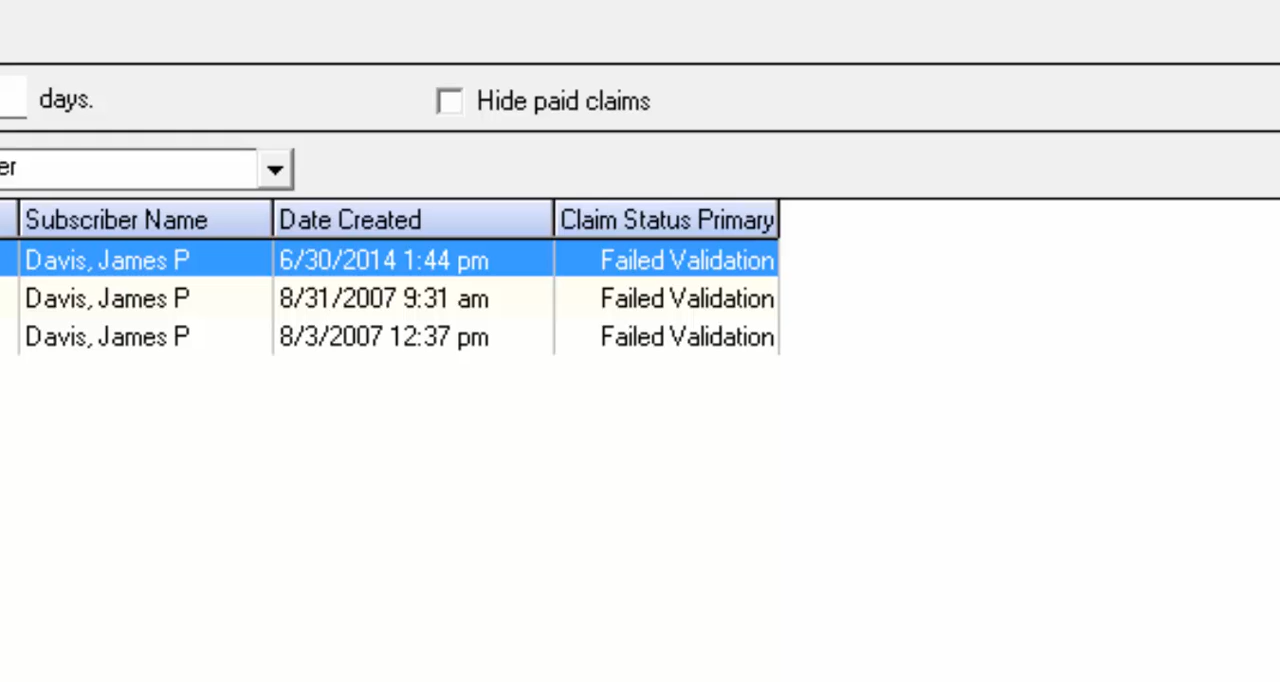 days. Hide paid claims
er
Subscriber Name Date Created Claim Status Primary
Davis, James P 6/30/2014 1:44 pm Failed Validation
Davis, James P 8/31/2007 9:31 am Failed Validation
Davis, James P 8/3/2007 12:37 pm Failed Validation